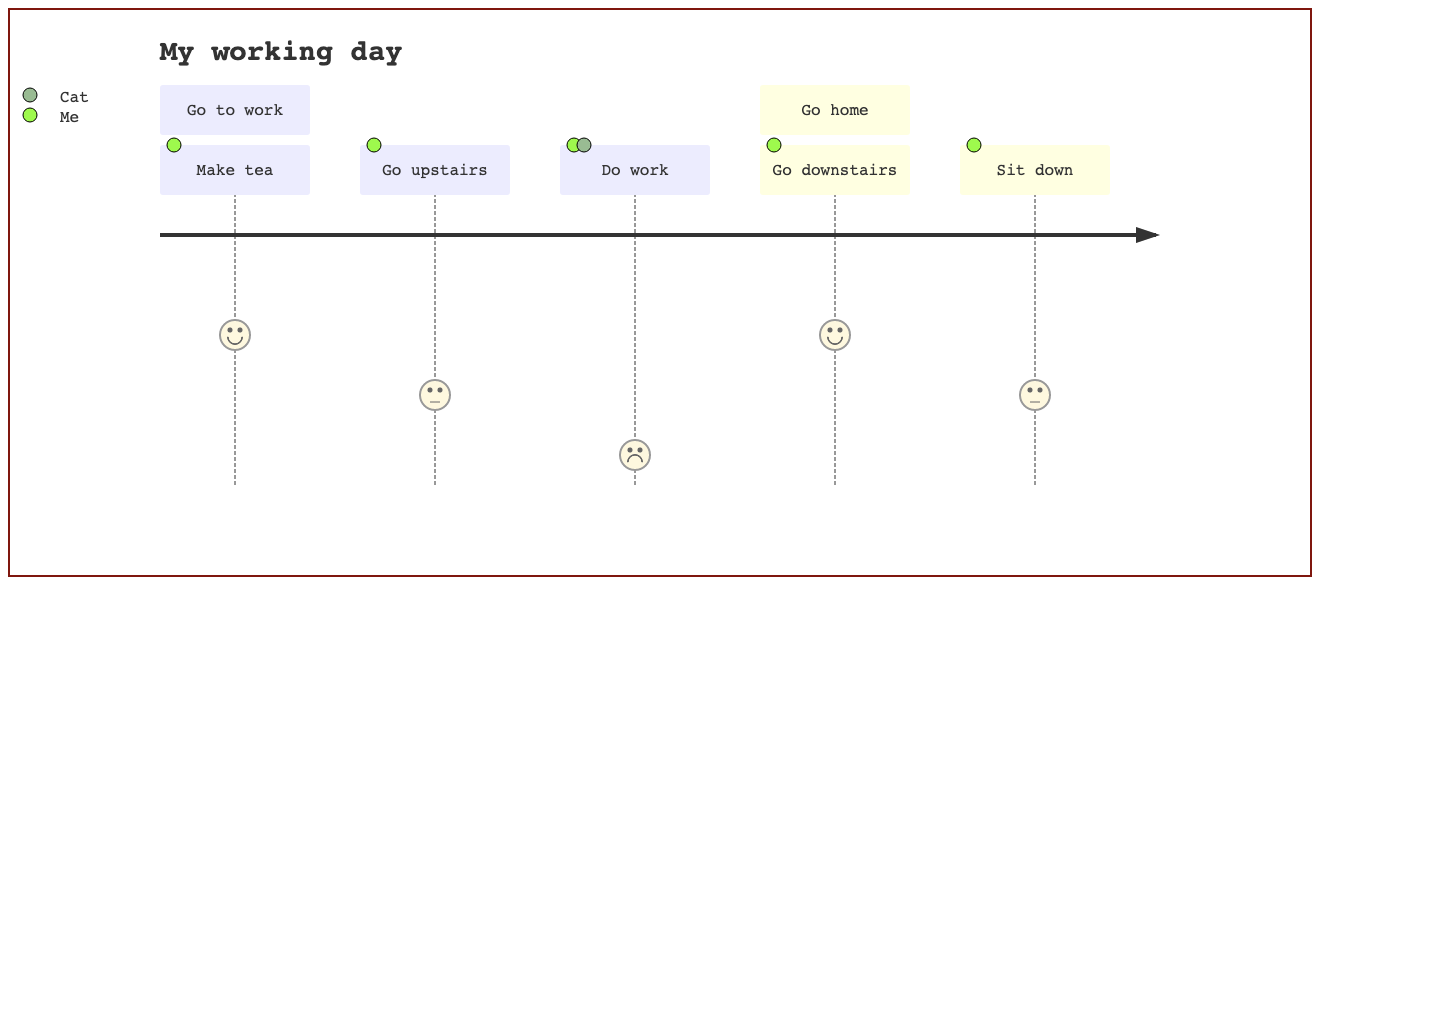 My working day
Cat
Me
Go to work
Go home
Make tea
Go upstairs
Do work
Go downstairs
Sit down